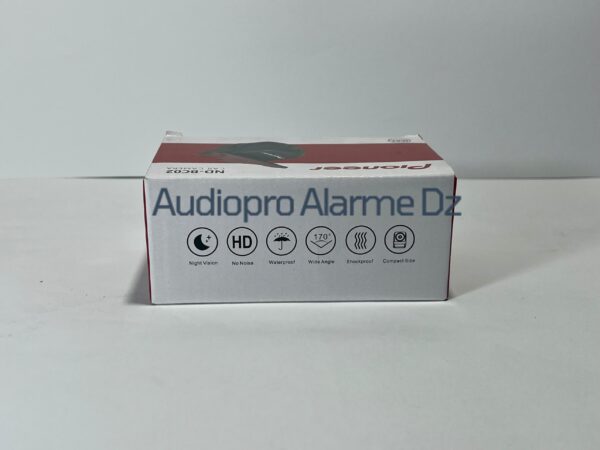 Pioneer
ND-BC02
Audiopro Alarme Dz
HD
170°
Night Vision
No Noise
Waterproof
Wide Angle
Shockproof
Compact Size